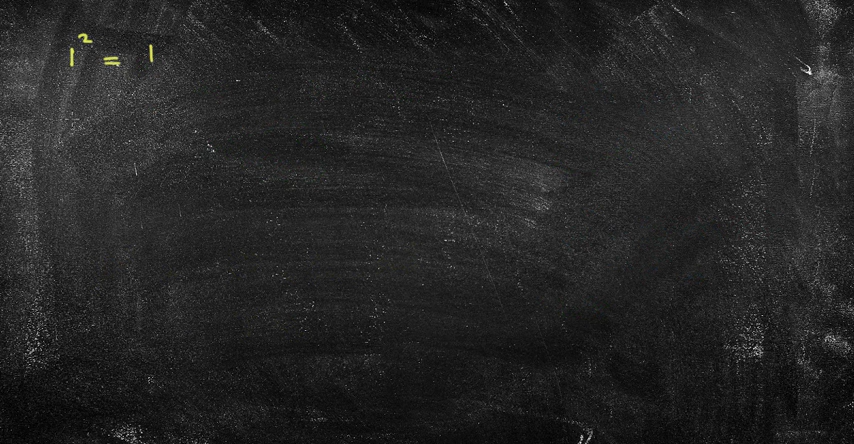 1² = 1